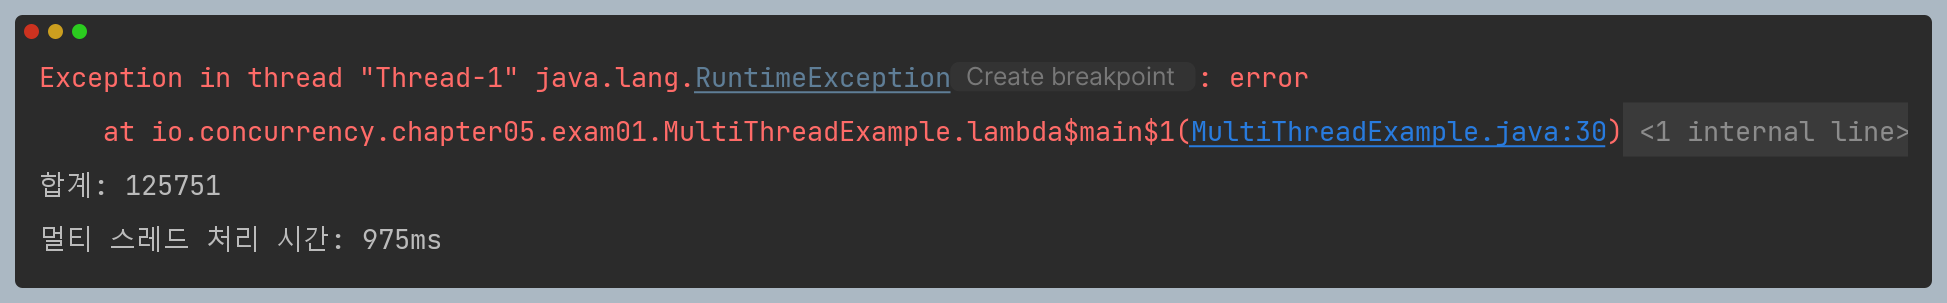 Exception in thread "Thread-1" java.lang.RuntimeException Create breakpoint : error
    at io.concurrency.chapter05.exam01.MultiThreadExample.lambda$main$1(MultiThreadExample.java:30) <1 internal line>
합계: 125751
멀티 스레드 처리 시간: 975ms